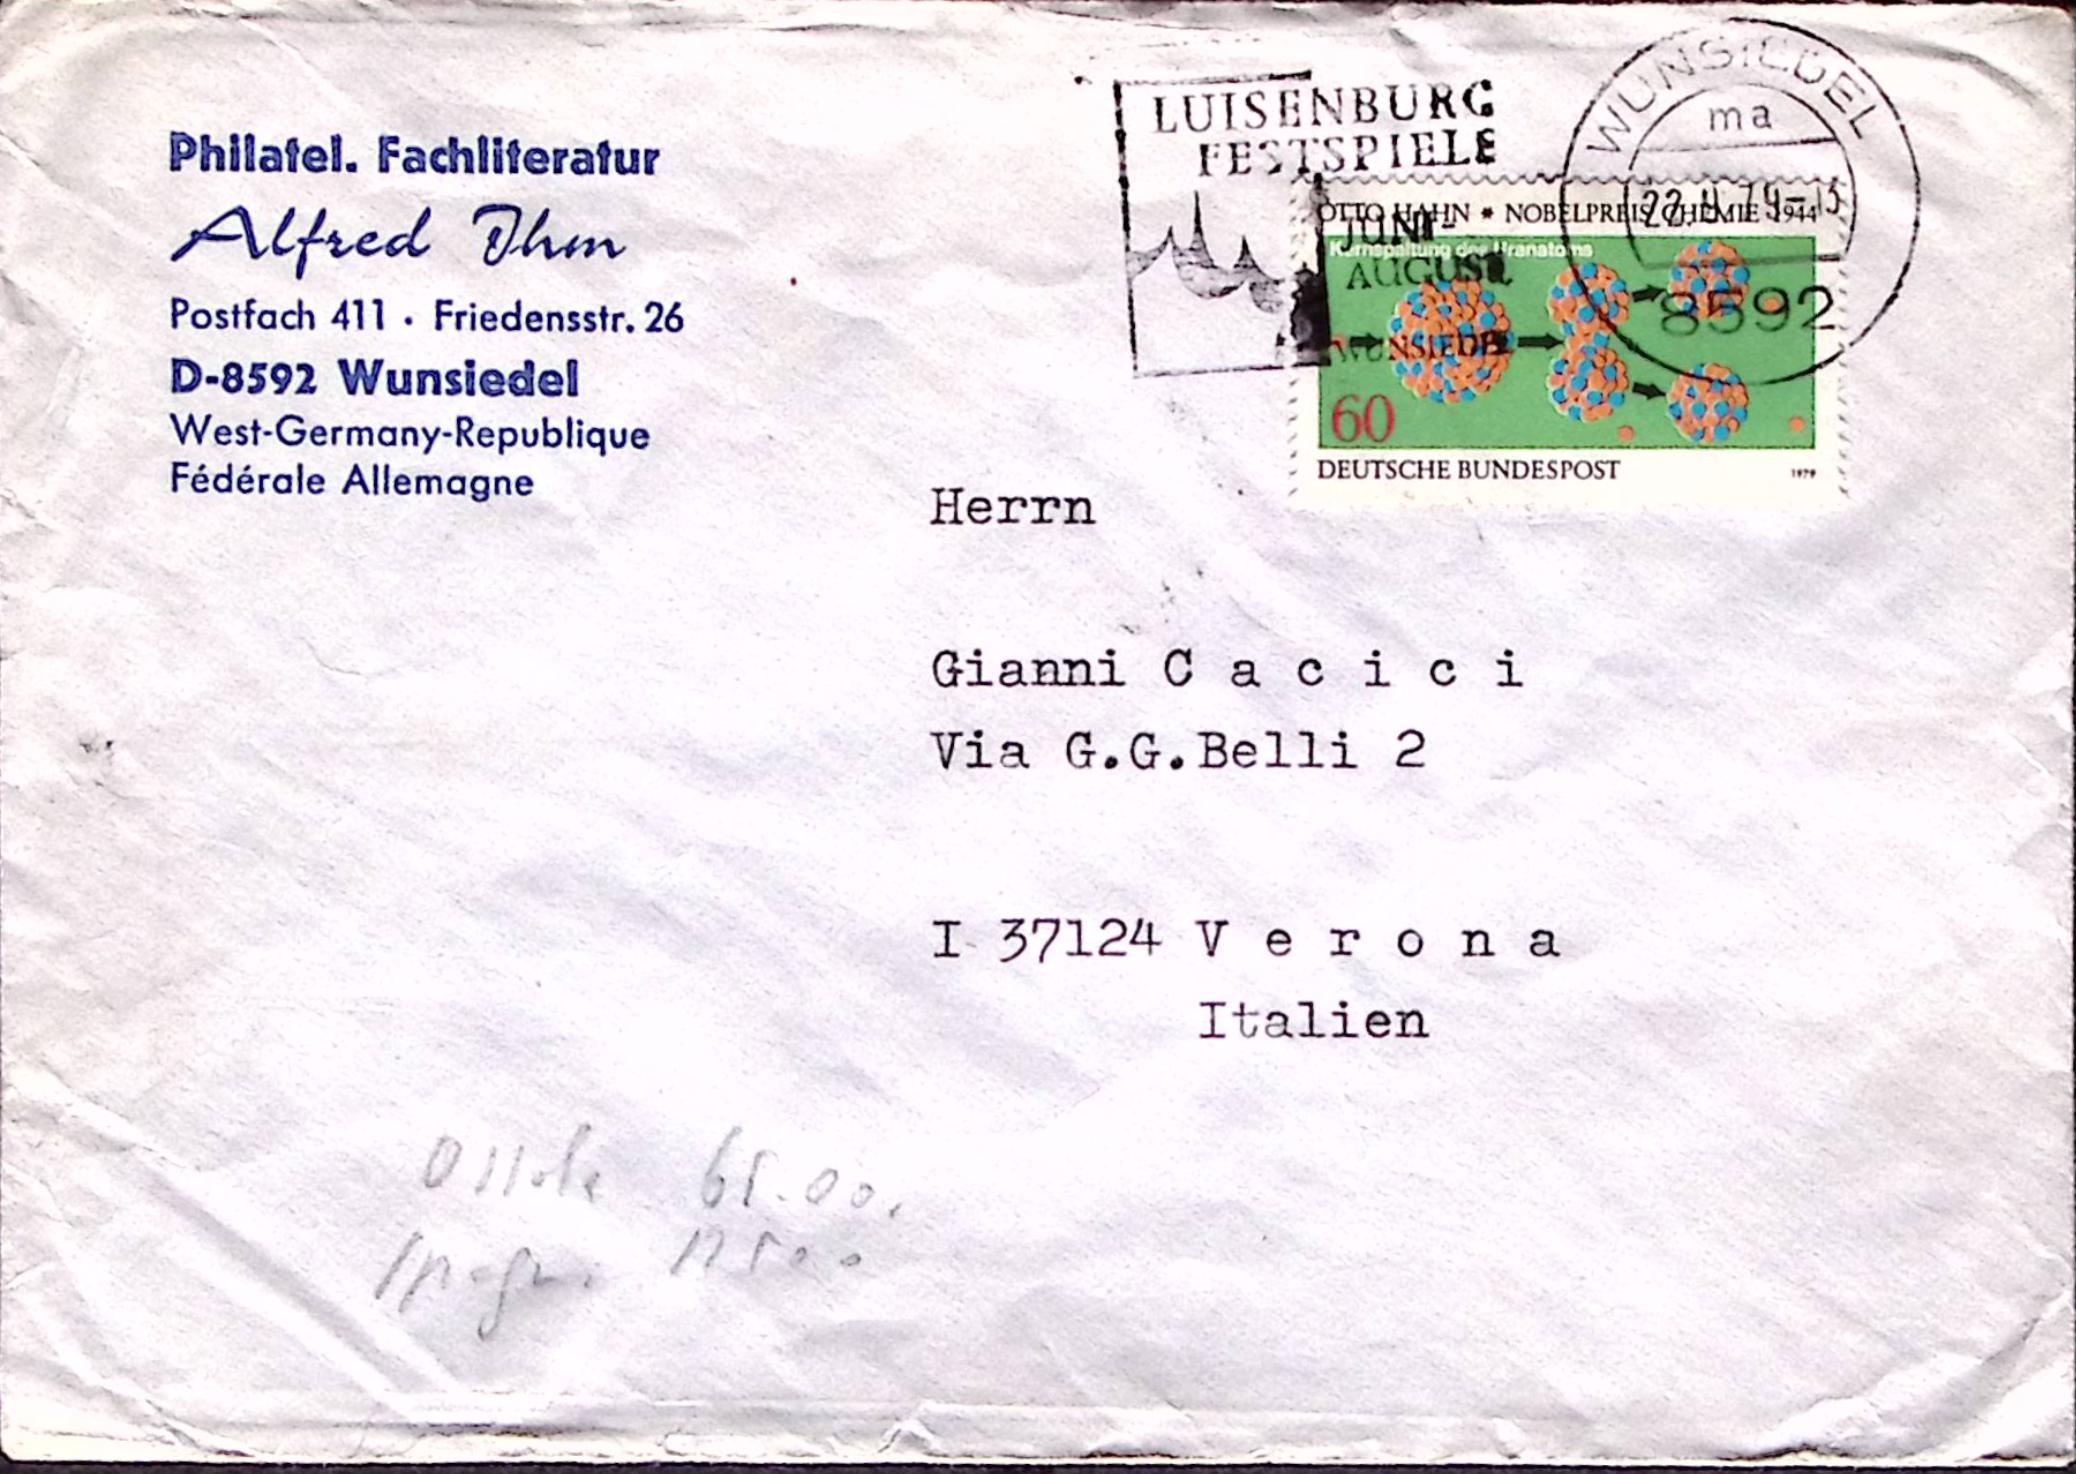 Philatel. Fachliteratur
Alfred Ihm
Postfach 411 · Friedensstr. 26
D-8592 Wunsiedel
West-Germany-Republique
Fédérale Allemagne
LUISENBURG
FESTSPIELE
JUNI-
AUGUST
WUNSIEDEL
WUNSIEDEL
ma
8592
OTTO HAHN * NOBELPREIS CHEMIE 1944
Kernspaltung des Uranatoms
60
DEUTSCHE BUNDESPOST 1979
Herrn
Gianni C a c i c i
Via G.G.Belli 2
I 37124 V e r o n a
Italien